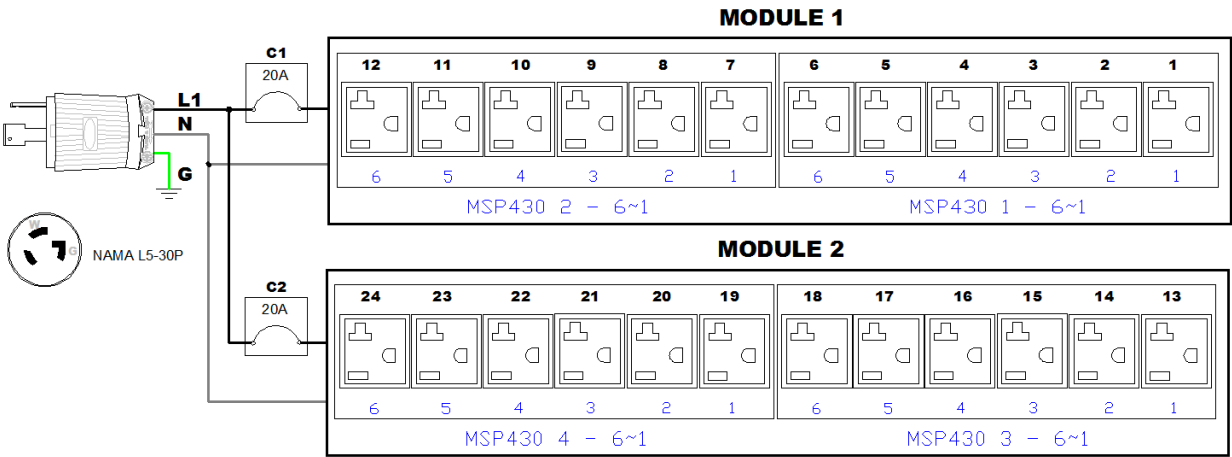 MODULE 1
C1
20A
12 11 10 9 8 7 6 5 4 3 2 1
L1
N
G
6 5 4 3 2 1 6 5 4 3 2 1
MSP430 2 - 6~1 MSP430 1 - 6~1
W
G
NAMA L5-30P
MODULE 2
C2
20A
24 23 22 21 20 19 18 17 16 15 14 13
6 5 4 3 2 1 6 5 4 3 2 1
MSP430 4 - 6~1 MSP430 3 - 6~1